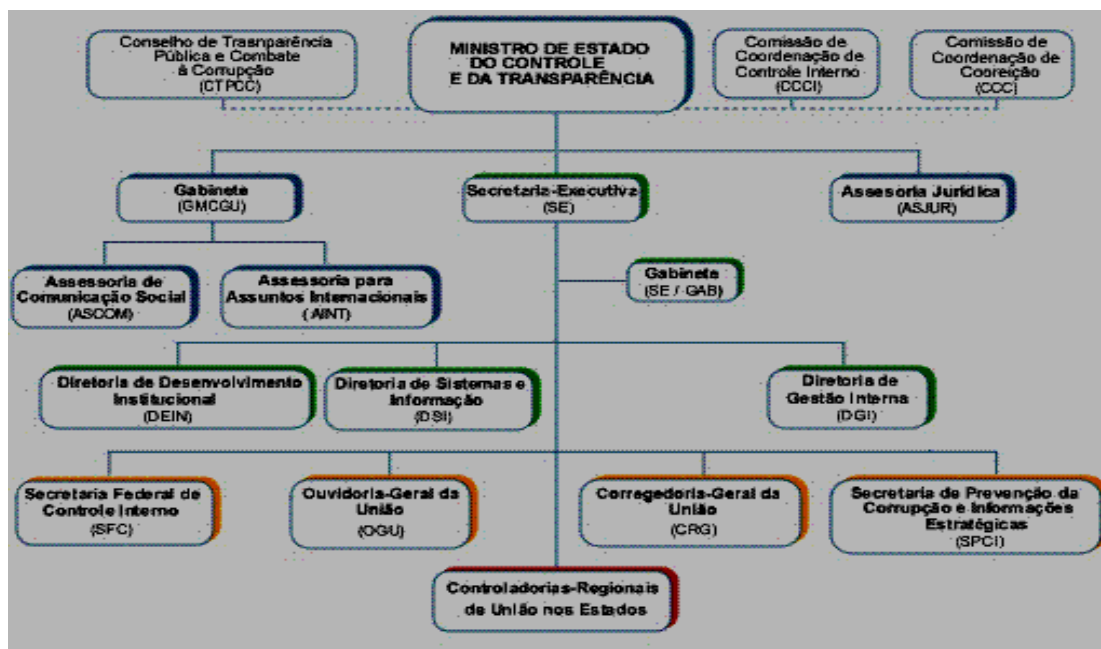 Conselho de Trasnparência
Pública e Combate
à Corrupção
(CTPCC)
MINISTRO DE ESTADO
DO CONTROLE
E DA TRANSPARÊNCIA
Comissão de
Coordenação de
Controle Interno
(CCCI)
Comissão de
Coordenação de
Cooreição
(CCC)
Gabinete
(GMCGU)
Secretaria-Executiva
(SE)
Assesoria Jurídica
(ASJUR)
Assessoria de
Comunicação Social
(ASCOM)
Assessoria para
Assuntos Internacionais
(AINT)
Gabinete
(SE / GAB)
Diretoria de Desenvolvimento
Institucional
(DEIN)
Diretoria de Sistemas e
Informação
(DSI)
Diretoria de
Gestão Interna
(DGI)
Secretaria Federal de
Controle Interno
(SFC)
Ouvidoria-Geral da
União
(OGU)
Corregedoria-Geral da
União
(CRG)
Secretaria de Prevenção da
Corrupção e Informações
Estratégicas
(SPCI)
Controladorias-Regionais
de União nos Estados